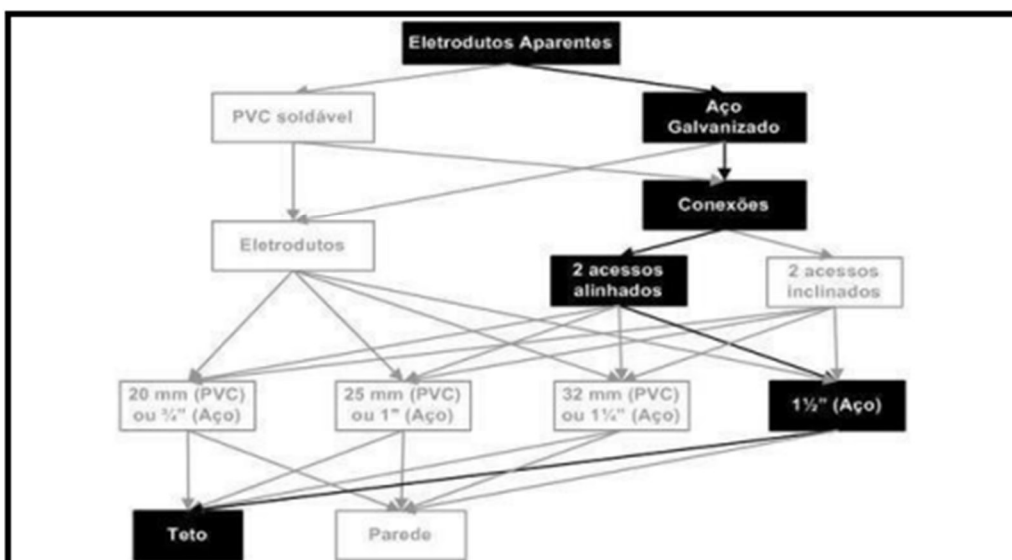 Eletrodutos Aparentes
PVC soldável
Aço
Galvanizado
Conexões
Eletrodutos
2 acessos
alinhados
2 acessos
inclinados
20 mm (PVC)
ou ¾" (Aço)
25 mm (PVC)
ou 1" (Aço)
32 mm (PVC)
ou 1¼" (Aço)
1½" (Aço)
Teto
Parede